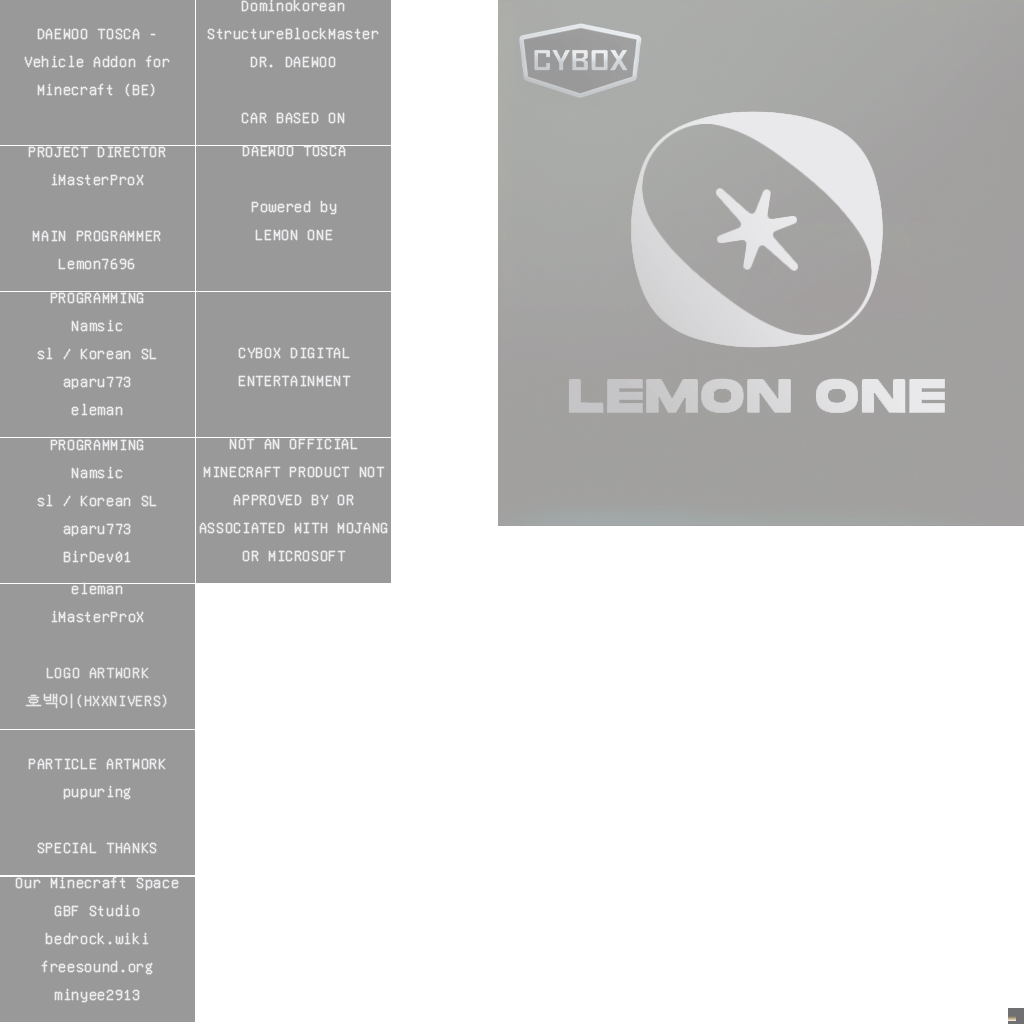 DAEWOO TOSCA -
Vehicle Addon for
Minecraft (BE)
PROJECT DIRECTOR
iMasterProX
MAIN PROGRAMMER
Lemon7696
PROGRAMMING
Namsic
sl / Korean SL
aparu773
eleman
PROGRAMMING
Namsic
sl / Korean SL
aparu773
BirDev01
eleman
iMasterProX
LOGO ARTWORK
호백이(HXXNIVERS)
PARTICLE ARTWORK
pupuring
SPECIAL THANKS
Our Minecraft Space
GBF Studio
bedrock.wiki
freesound.org
minyee2913
Dominokorean
StructureBlockMaster
DR. DAEWOO
CAR BASED ON
DAEWOO TOSCA
Powered by
LEMON ONE
CYBOX DIGITAL
ENTERTAINMENT
NOT AN OFFICIAL
MINECRAFT PRODUCT NOT
APPROVED BY OR
ASSOCIATED WITH MOJANG
OR MICROSOFT
CYBOX
LEMON ONE